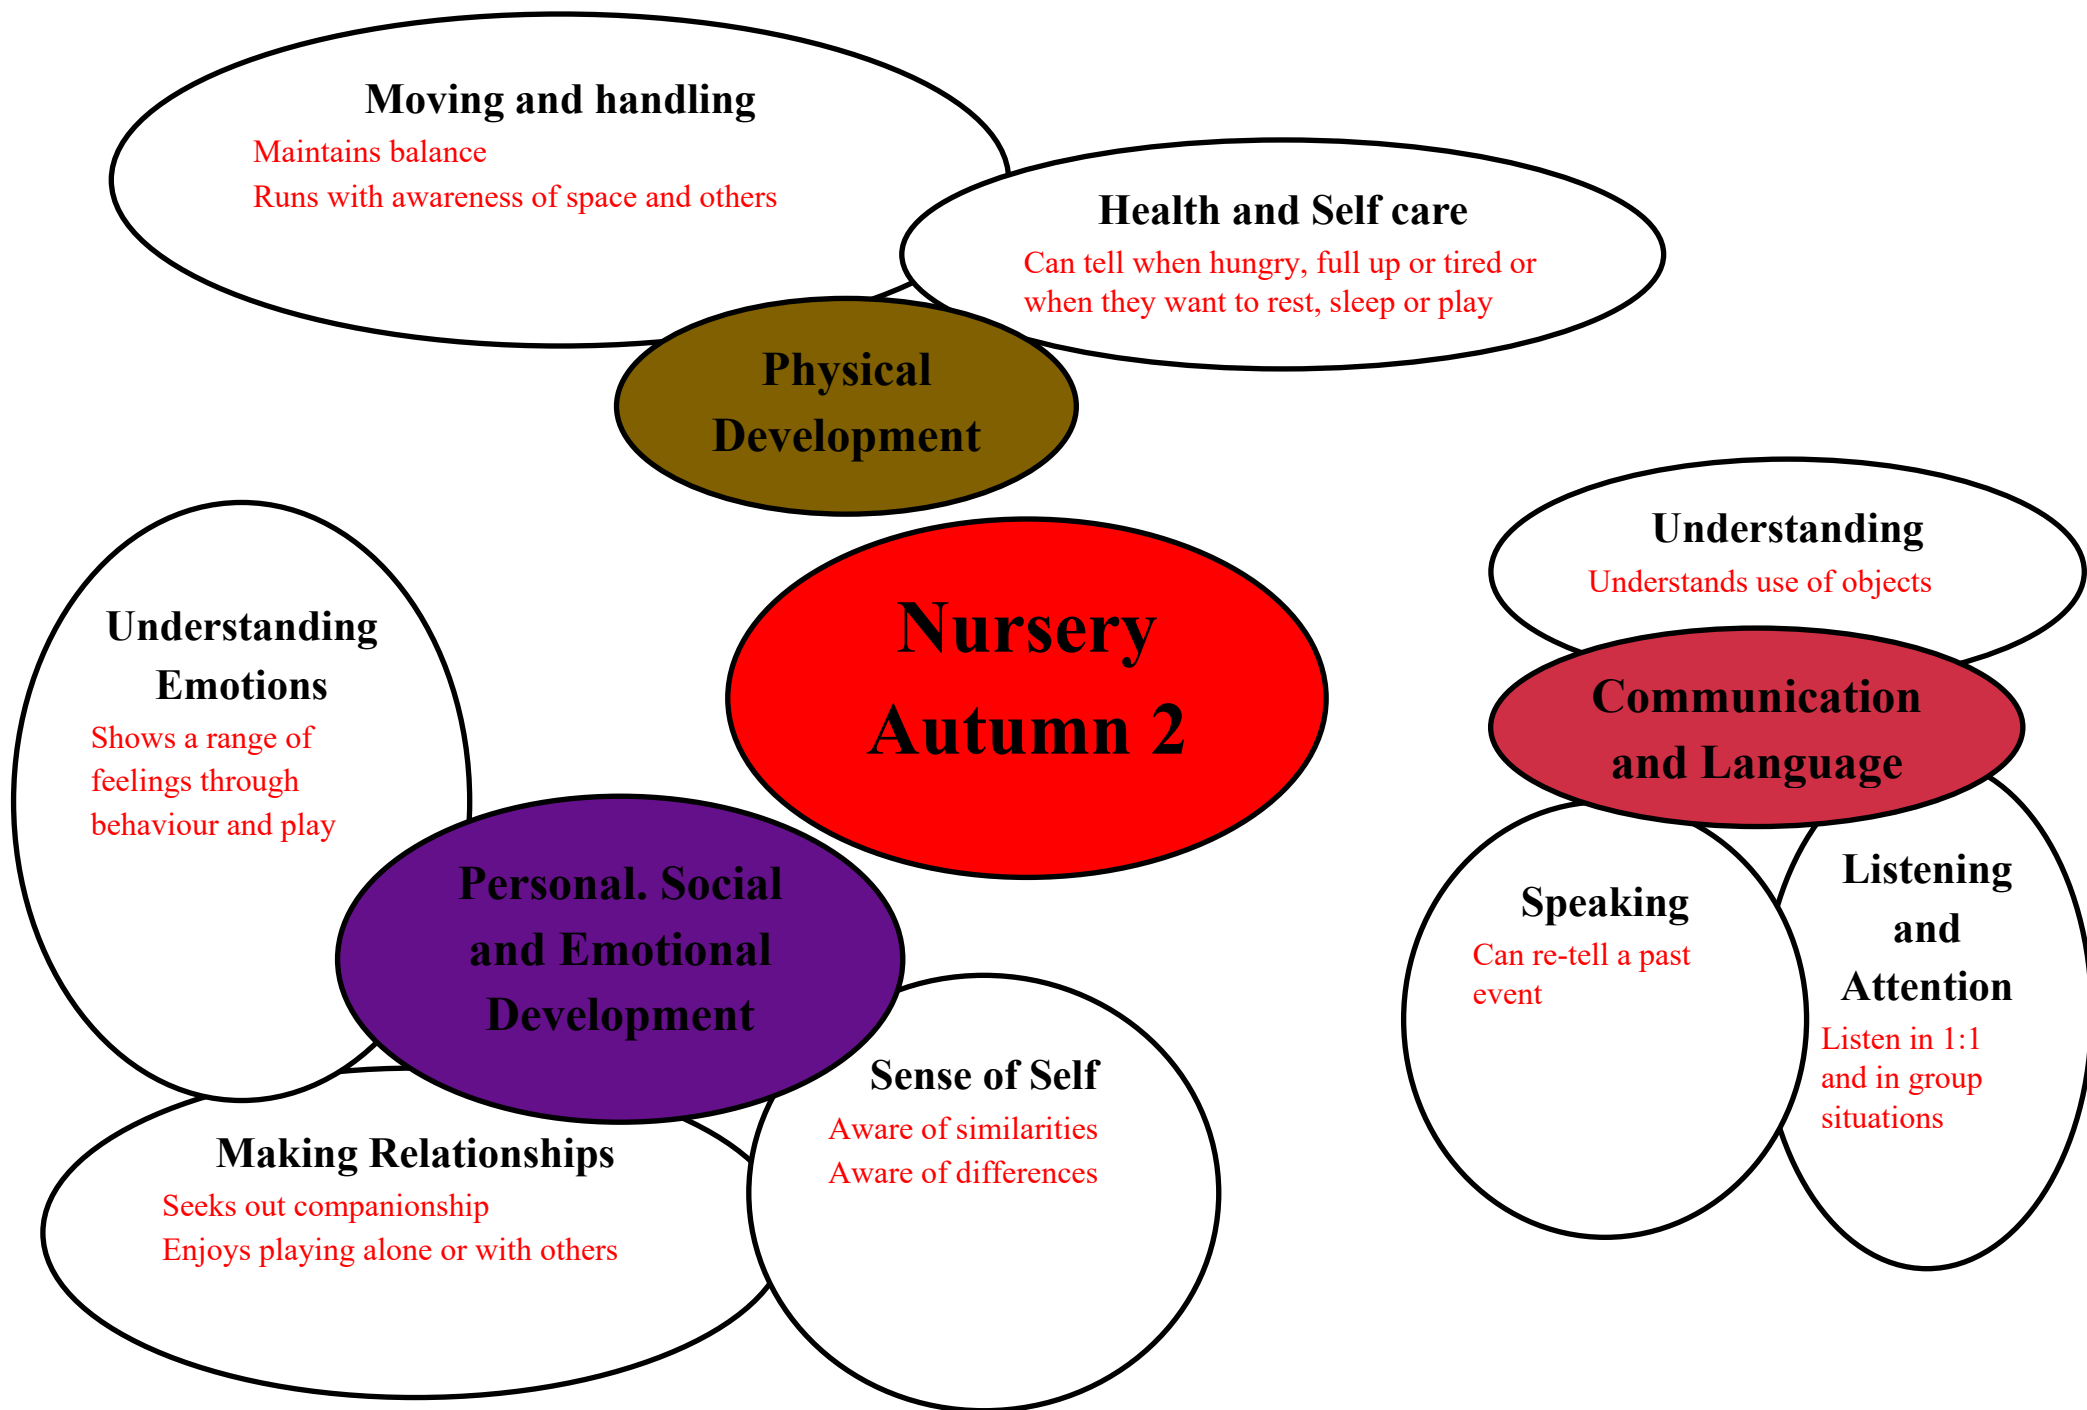 Moving and handling
Maintains balance
Runs with awareness of space and others
Health and Self care
Can tell when hungry, full up or tired or
when they want to rest, sleep or play
Physical
Development
Understanding
Understands use of objects
Communication
and Language
Speaking
Can re-tell a past
event
Listening
and
Attention
Listen in 1:1
and in group
situations
Nursery
Autumn 2
Understanding
Emotions
Shows a range of
feelings through
behaviour and play
Personal. Social
and Emotional
Development
Making Relationships
Seeks out companionship
Enjoys playing alone or with others
Sense of Self
Aware of similarities
Aware of differences